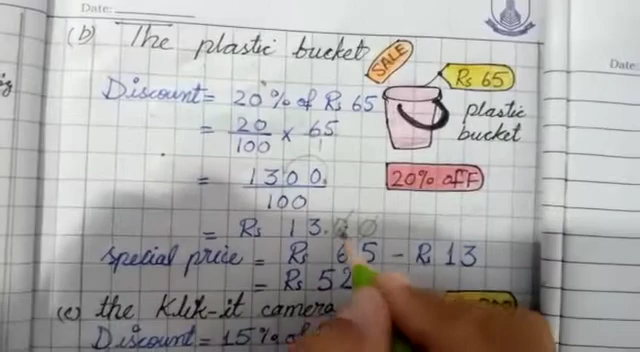 Date:
(b) The plastic bucket
SALE
Rs 65
Discount = 20% of Rs 65
plastic
bucket
= 20/100 × 65/1
= 1300/100
20% off
= Rs 13.00
special price = Rs 65 - Rs 13
= Rs 52
(c) the Klik-it camera
Discount = 15% of
Date: